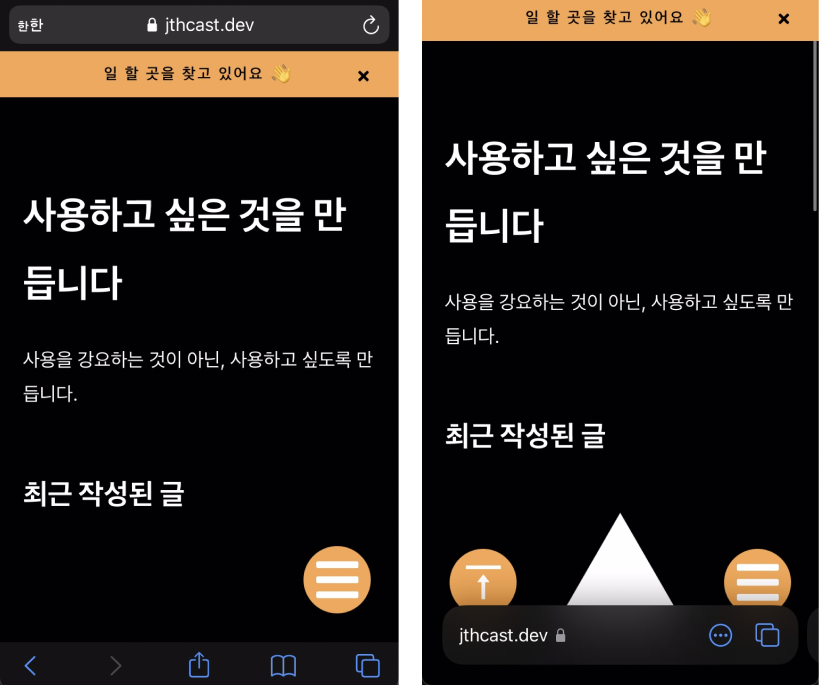 한한
jthcast.dev
일 할 곳을 찾고 있어요 👋
×
사용하고 싶은 것을 만
듭니다
사용을 강요하는 것이 아닌, 사용하고 싶도록 만
듭니다.
최근 작성된 글
일 할 곳을 찾고 있어요 👋
×
사용하고 싶은 것을 만
듭니다
사용을 강요하는 것이 아닌, 사용하고 싶도록 만
듭니다.
최근 작성된 글
jthcast.dev